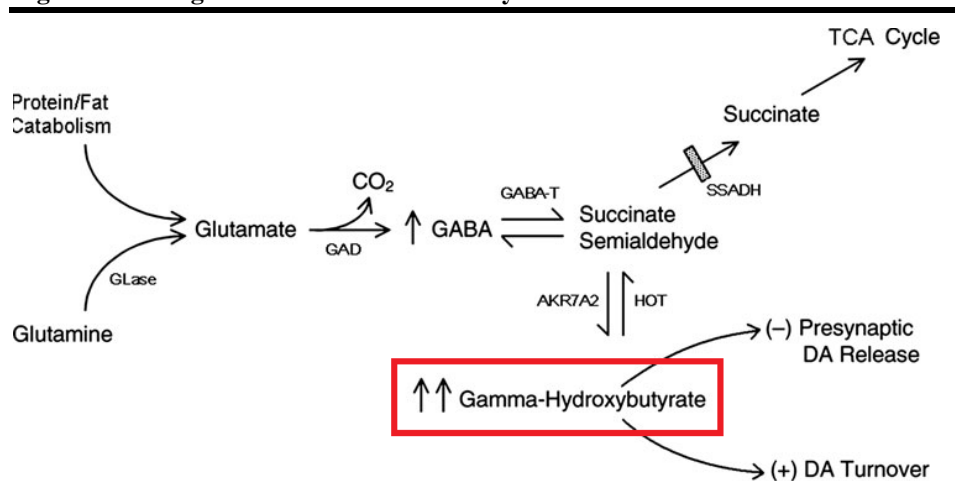 TCA Cycle
Protein/Fat
Catabolism
Succinate
CO2
GABA-T
SSADH
Glutamate
↑ GABA
Succinate
Semialdehyde
GAD
GLase
AKR7A2
HOT
Glutamine
(–) Presynaptic
DA Release
↑↑ Gamma-Hydroxybutyrate
(+) DA Turnover